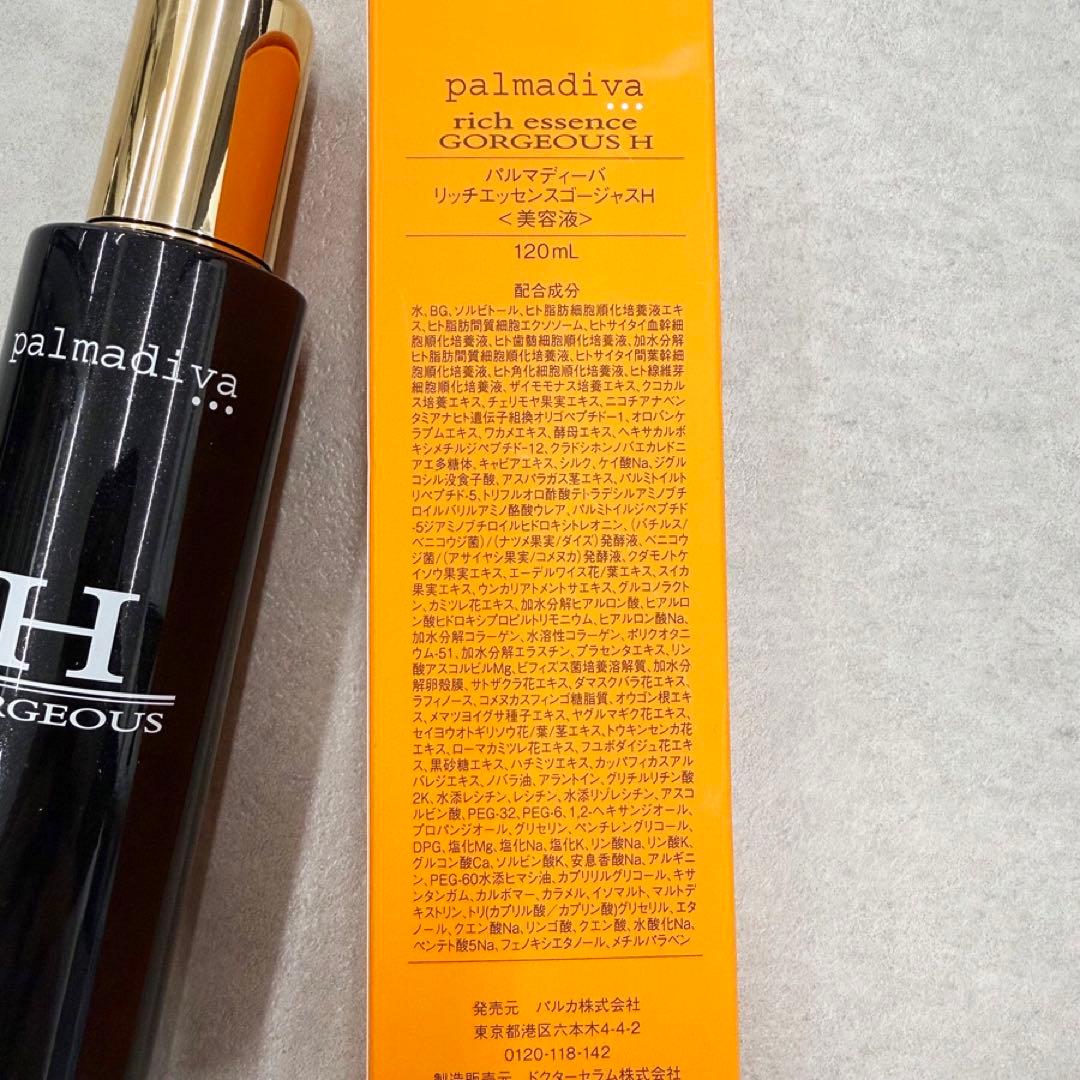 palmadiva
H
RGEOUS
palmadiva
rich essence
GORGEOUS H
パルマディーバ
リッチエッセンスゴージャスH
<美容液>
120mL
配合成分
水、BG、ソルビトール、ヒト脂肪細胞順化培養液エキ
ス、ヒト脂肪間質細胞エクソソーム、ヒトサイタイ血幹細
胞順化培養液、ヒト歯髄細胞順化培養液、加水分解
ヒト脂肪間質細胞順化培養液、ヒトサイタイ間葉幹細
胞順化培養液、ヒト角化細胞順化培養液、ヒト線維芽
細胞順化培養液、ザイモモナス培養エキス、クコカル
ス培養エキス、チェリモヤ果実エキス、ニコチアナベン
タミアナヒト遺伝子組換オリゴペプチド-1、オロバンケ
ラプムエキス、ワカメエキス、酵母エキス、ヘキサカルボ
キシメチルジペプチド-12、クラドシホンノバエカレドニ
アエ多糖体、キャビアエキス、シルク、ケイ酸Na、ジグル
コシル没食子酸、アスパラガス茎エキス、パルミトイルト
リペプチド-5、トリフルオロ酢酸テトラデシルアミノブチ
ロイルバリルアミノ酪酸ウレア、パルミトイルジペプチド
-5ジアミノブチロイルヒドロキシトレオニン、(バチルス/
ベニコウジ菌)/(ナツメ果実/ダイズ)発酵液、ベニコウ
ジ菌/(アサイヤシ果実/コメヌカ)発酵液、クダモノトケ
イソウ果実エキス、エーデルワイス花/葉エキス、スイカ
果実エキス、ウンカリアトメントサエキス、グルコノラクト
ン、カミツレ花エキス、加水分解ヒアルロン酸、ヒアルロ
ン酸ヒドロキシプロピルトリモニウム、ヒアルロン酸Na、
加水分解コラーゲン、水溶性コラーゲン、ポリクオタニ
ウム-51、加水分解エラスチン、プラセンタエキス、リン
酸アスコルビルMg、ビフィズス菌培養溶解質、加水分
解卵殻膜、サトザクラ花エキス、ダマスクバラ花エキス、
ラフィノース、コメヌカスフィンゴ糖脂質、オウゴン根エキ
ス、メマツヨイグサ種子エキス、ヤグルマギク花エキス、
セイヨウオトギリソウ花/葉/茎エキス、トウキンセンカ花
エキス、ローマカミツレ花エキス、フユボダイジュ花エキ
ス、黒砂糖エキス、ハチミツエキス、カッパフィカスアル
バレジエキス、ノバラ油、アラントイン、グリチルリチン酸
2K、水添レシチン、レシチン、水添リゾレシチン、アスコ
ルビン酸、PEG-32、PEG-6、1,2-ヘキサンジオール、
プロパンジオール、グリセリン、ペンチレングリコール、
DPG、塩化Mg、塩化Na、塩化K、リン酸Na、リン酸K、
グルコン酸Ca、ソルビン酸K、安息香酸Na、アルギニ
ン、PEG-60水添ヒマシ油、カプリリルグリコール、キサ
ンタンガム、カルボマー、カラメル、イソマルト、マルトデ
キストリン、トリ(カプリル酸/カプリン酸)グリセリル、エタ
ノール、クエン酸Na、リンゴ酸、クエン酸、水酸化Na、
ペンテト酸5Na、フェノキシエタノール、メチルパラベン
発売元 パルカ株式会社
東京都港区六本木4-4-2
0120-118-142
製造販売元 ドクターセラム株式会社